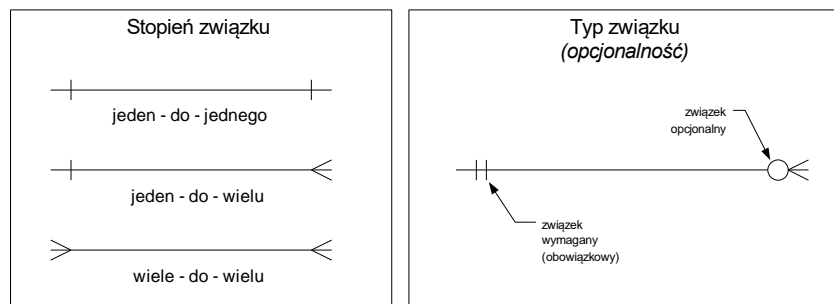 Stopień związku
jeden - do - jednego
jeden - do - wielu
wiele - do - wielu
Typ związku
(opcjonalność)
związek
opcjonalny
związek
wymagany
(obowiązkowy)